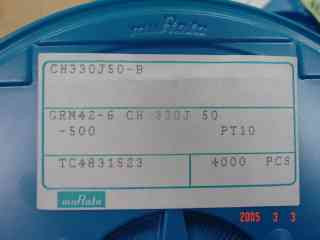 muRata
CH330J50-B
GRM42-6 CH 330J 50
-500 PT10
TC4831523
4000 PCS
muRata
2005 3 3